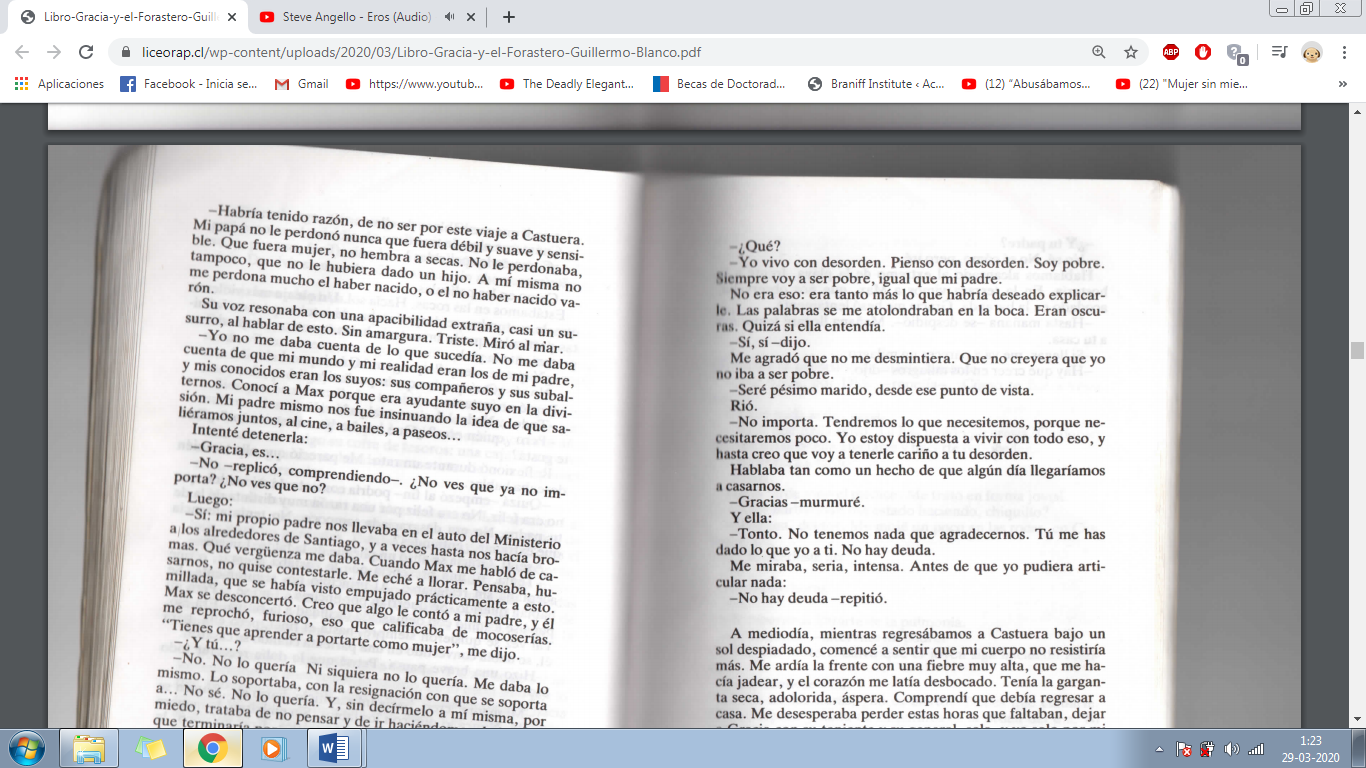 Libro-Gracia-y-el-Forastero-Guill
Steve Angello - Eros (Audio)
liceorap.cl/wp-content/uploads/2020/03/Libro-Gracia-y-el-Forastero-Guillermo-Blanco.pdf
ABP
0
Aplicaciones
Facebook - Inicia se...
Gmail
https://www.youtub...
The Deadly Elegant...
Becas de Doctorad...
Braniff Institute ‹ Ac...
(12) “Abusábamos...
(22) "Mujer sin mie...
»
–Habría tenido razón, de no ser por este viaje a Castuera.
Mi papá no le perdonó nunca que fuera débil y suave y sensi-
ble. Que fuera mujer, no hembra a secas. No le perdonaba,
tampoco, que no le hubiera dado un hijo. A mí misma no
me perdona mucho el haber nacido, o el no haber nacido va-
rón.
Su voz resonaba con una apacibilidad extraña, casi un su-
surro, al hablar de esto. Sin amargura. Triste. Miró al mar.
–Yo no me daba cuenta de lo que sucedía. No me daba
cuenta de que mi mundo y mi realidad eran los de mi padre,
y mis conocidos eran los suyos: sus compañeros y sus subal-
ternos. Conocí a Max porque era ayudante suyo en la divi-
sión. Mi padre mismo nos fue insinuando la idea de que sa-
liéramos juntos, al cine, a bailes, a paseos...
Intenté detenerla:
–Gracia, es...
–No –replicó, comprendiendo–. ¿No ves que ya no im-
porta? ¿No ves que no?
Luego:
–Sí: mi propio padre nos llevaba en el auto del Ministerio
a los alrededores de Santiago, y a veces hasta nos hacía bro-
mas. Qué vergüenza me daba. Cuando Max me habló de ca-
sarnos, no quise contestarle. Me eché a llorar. Pensaba, hu-
millada, que se había visto empujado prácticamente a esto.
Max se desconcertó. Creo que algo le contó a mi padre, y él
me reprochó, furioso, eso que calificaba de mocoserías.
“Tienes que aprender a portarte como mujer”, me dijo.
–¿Y tú...?
–No. No lo quería Ni siquiera no lo quería. Me daba lo
mismo. Lo soportaba, con la resignación con que se soporta
a... No sé. No lo quería. Y, sin decírmelo a mí misma, por
miedo, trataba de no pensar y de ir
que terminaría
–¿Qué?
–Yo vivo con desorden. Pienso con desorden. Soy pobre.
Siempre voy a ser pobre, igual que mi padre.
No era eso: era tanto más lo que habría deseado explicar-
le. Las palabras se me atolondraban en la boca. Eran oscu-
ras. Quizá si ella entendía.
–Sí, sí –dijo.
Me agradó que no me desmintiera. Que no creyera que yo
no iba a ser pobre.
–Seré pésimo marido, desde ese punto de vista.
Rió.
–No importa. Tendremos lo que necesitemos, porque ne-
cesitaremos poco. Yo estoy dispuesta a vivir con todo eso, y
hasta creo que voy a tenerle cariño a tu desorden.
Hablaba tan como un hecho de que algún día llegaríamos
a casarnos.
–Gracias –murmuré.
Y ella:
–Tonto. No tenemos nada que agradecernos. Tú me has
dado lo que yo a ti. No hay deuda.
Me miraba, seria, intensa. Antes de que yo pudiera arti-
cular nada:
–No hay deuda –repitió.
A mediodía, mientras regresábamos a Castuera bajo un
sol despiadado, comencé a sentir que mi cuerpo no resistiría
más. Me ardía la frente con una fiebre muy alta, que me ha-
cía jadear, y el corazón me latía desbocado. Tenía la gargan-
ta seca, adolorida, áspera. Comprendí que debía regresar a
casa. Me desesperaba perder estas horas que faltaban, dejar
1:23
29-03-2020